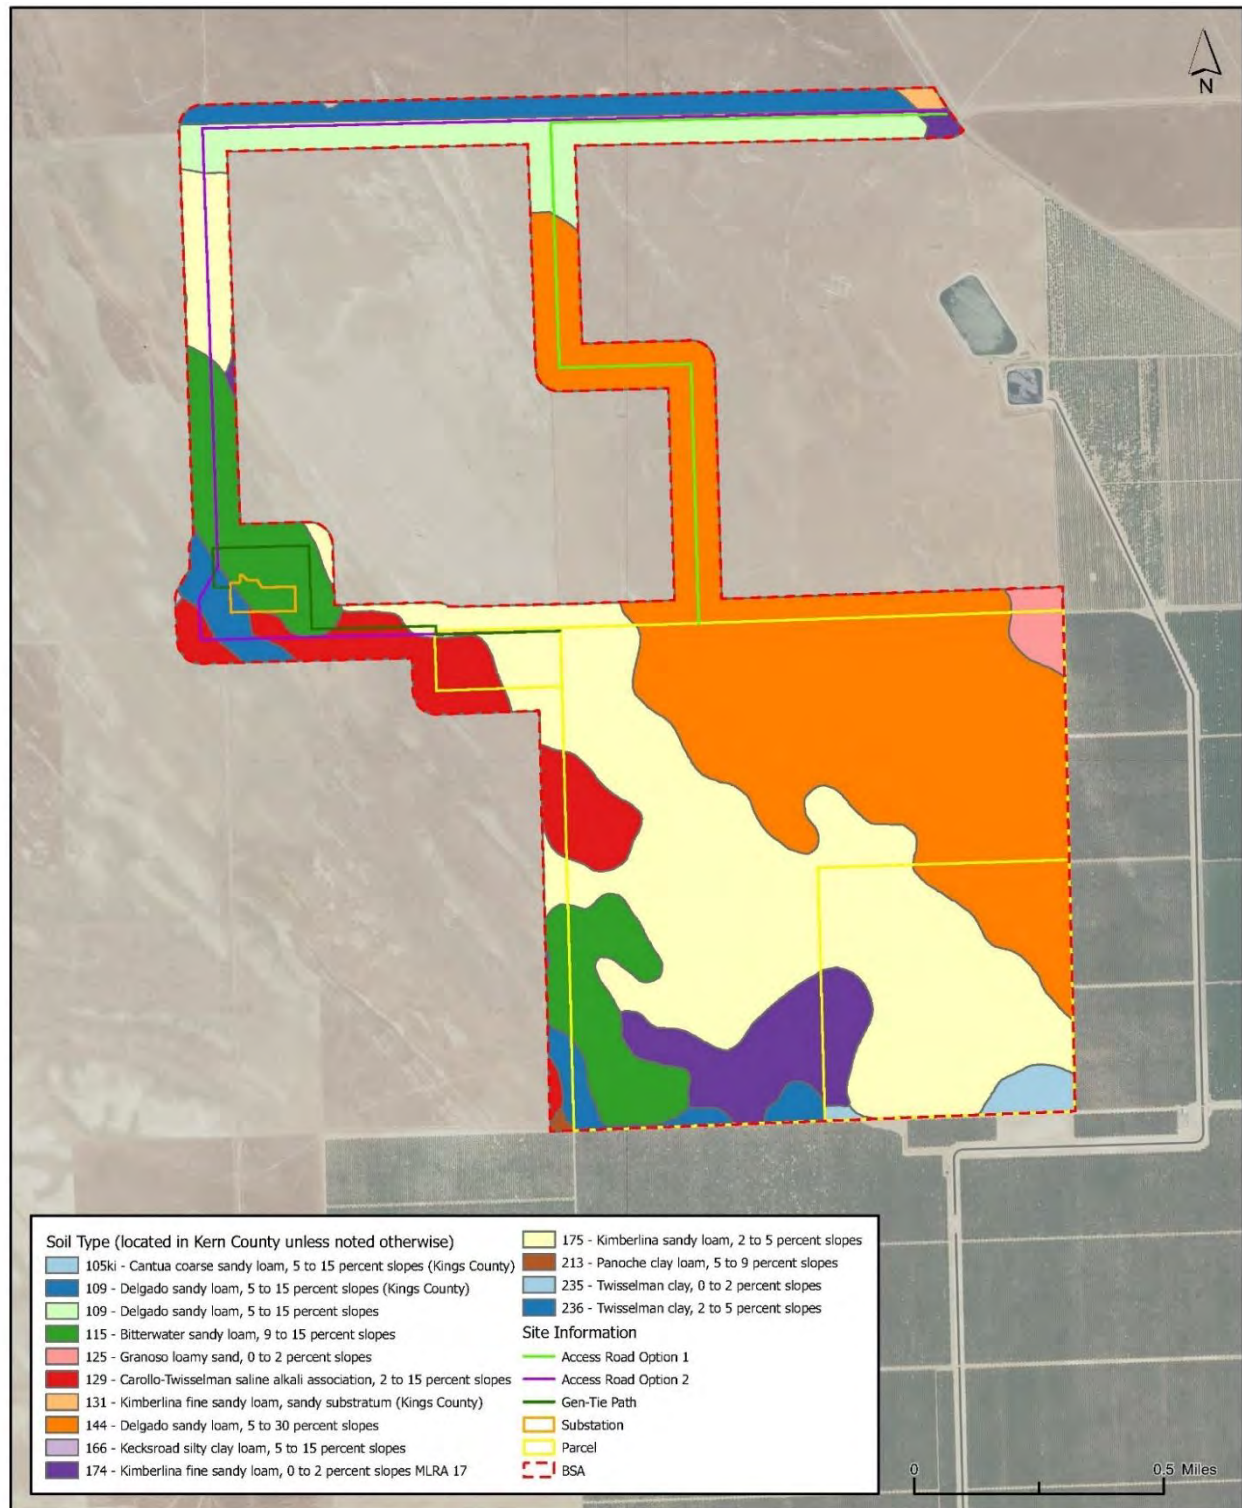 N
Soil Type (located in Kern County unless noted otherwise)
105ki - Cantua coarse sandy loam, 5 to 15 percent slopes (Kings County)
109 - Delgado sandy loam, 5 to 15 percent slopes (Kings County)
109 - Delgado sandy loam, 5 to 15 percent slopes
115 - Bitterwater sandy loam, 9 to 15 percent slopes
125 - Granoso loamy sand, 0 to 2 percent slopes
129 - Carollo-Twisselman saline alkali association, 2 to 15 percent slopes
131 - Kimberlina fine sandy loam, sandy substratum (Kings County)
144 - Delgado sandy loam, 5 to 30 percent slopes
166 - Kecksroad silty clay loam, 5 to 15 percent slopes
174 - Kimberlina fine sandy loam, 0 to 2 percent slopes MLRA 17
175 - Kimberlina sandy loam, 2 to 5 percent slopes
213 - Panoche clay loam, 5 to 9 percent slopes
235 - Twisselman clay, 0 to 2 percent slopes
236 - Twisselman clay, 2 to 5 percent slopes
Site Information
Access Road Option 1
Access Road Option 2
Gen-Tie Path
Substation
Parcel
BSA
0 0.5 Miles